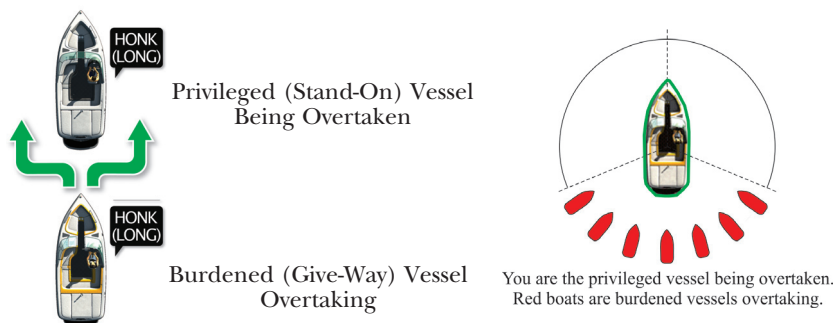 HONK
(LONG)
Privileged (Stand-On) Vessel
Being Overtaken
HONK
(LONG)
Burdened (Give-Way) Vessel
Overtaking
You are the privileged vessel being overtaken.
Red boats are burdened vessels overtaking.